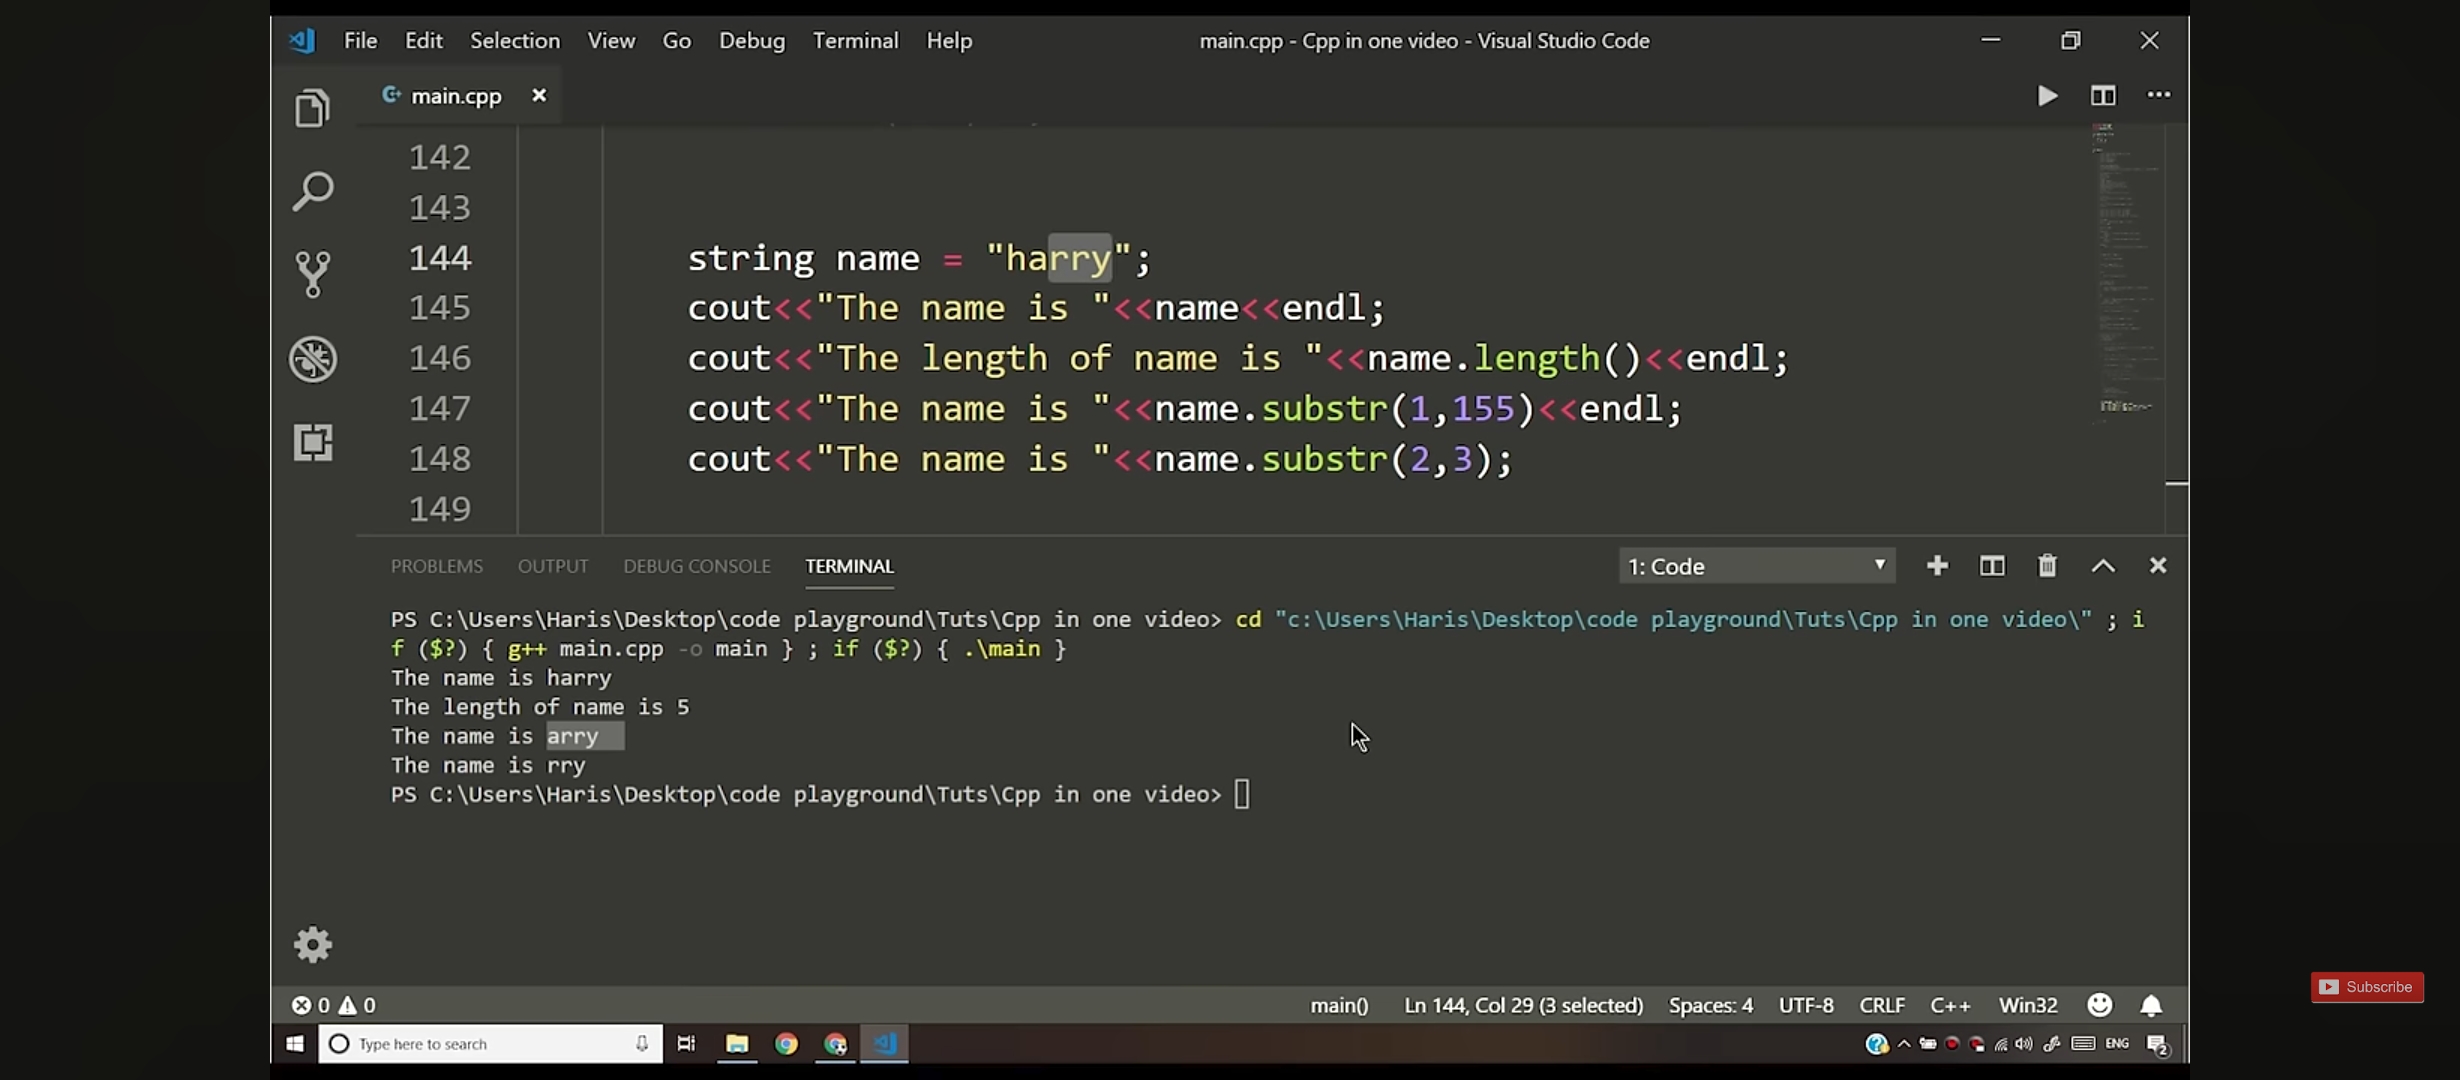 File Edit Selection View Go Debug Terminal Help main.cpp - Cpp in one video - Visual Studio Code
main.cpp
142
143
144 string name = "harry";
145 cout<<"The name is "<<name<<endl;
146 cout<<"The length of name is "<<name.length()<<endl;
147 cout<<"The name is "<<name.substr(1,155)<<endl;
148 cout<<"The name is "<<name.substr(2,3);
149
PROBLEMS OUTPUT DEBUG CONSOLE TERMINAL 1: Code
PS C:\Users\Haris\Desktop\code playground\Tuts\Cpp in one video> cd "c:\Users\Haris\Desktop\code playground\Tuts\Cpp in one video\" ; i
f ($?) { g++ main.cpp -o main } ; if ($?) { .\main }
The name is harry
The length of name is 5
The name is arry
The name is rry
PS C:\Users\Haris\Desktop\code playground\Tuts\Cpp in one video>
Subscribe
0 0 main() Ln 144, Col 29 (3 selected) Spaces: 4 UTF-8 CRLF C++ Win32
Type here to search ENG 2